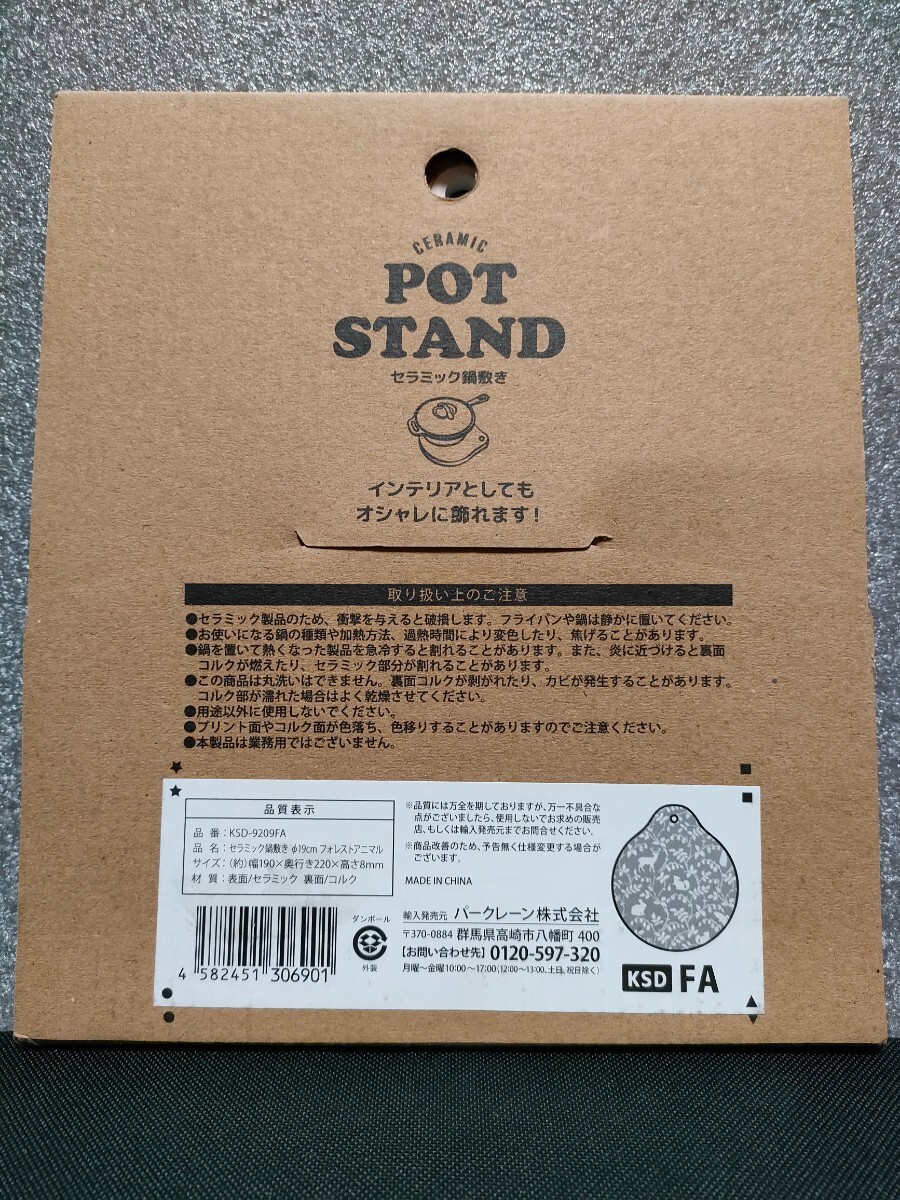 CERAMIC
POT
STAND
セラミック鍋敷き
インテリアとしても
オシャレに飾れます!
取り扱い上のご注意
●セラミック製品のため、衝撃を与えると破損します。フライパンや鍋は静かに置いてください。
●お使いになる鍋の種類や加熱方法、過熱時間により変色したり、焦げることがあります。
●鍋を置いて熱くなった製品を急冷すると割れることがあります。また、炎に近づけると裏面
コルクが燃えたり、セラミック部分が割れることがあります。
●この商品は丸洗いはできません。裏面コルクが剥がれたり、カビが発生することがあります。
コルク部が濡れた場合はよく乾燥させてください。
●用途以外に使用しないでください。
●プリント面やコルク面が色落ち、色移りすることがありますのでご注意ください。
●本製品は業務用ではございません。
品質表示
品 番:KSD-9209FA
品 名:セラミック鍋敷き φ19cm フォレストアニマル
サイズ:(約)幅190×奥行き220×高さ8mm
材 質:表面/セラミック 裏面/コルク
※品質には万全を期しておりますが、万一不具合な
点がございましたら、使用しないでお求めの販売
店、もしくは輸入発売元までお問合せください。
※商品改善のため、予告無く仕様変更する場合が
ございます。
MADE IN CHINA
4 582451 306901
ダンボール
外装
輸入発売元 パークレーン株式会社
〒370-0884 群馬県高崎市八幡町 400
【お問い合わせ先】0120-597-320
月曜~金曜10:00~17:00(12:00~13:00、土日、祝日除く)
KSD FA